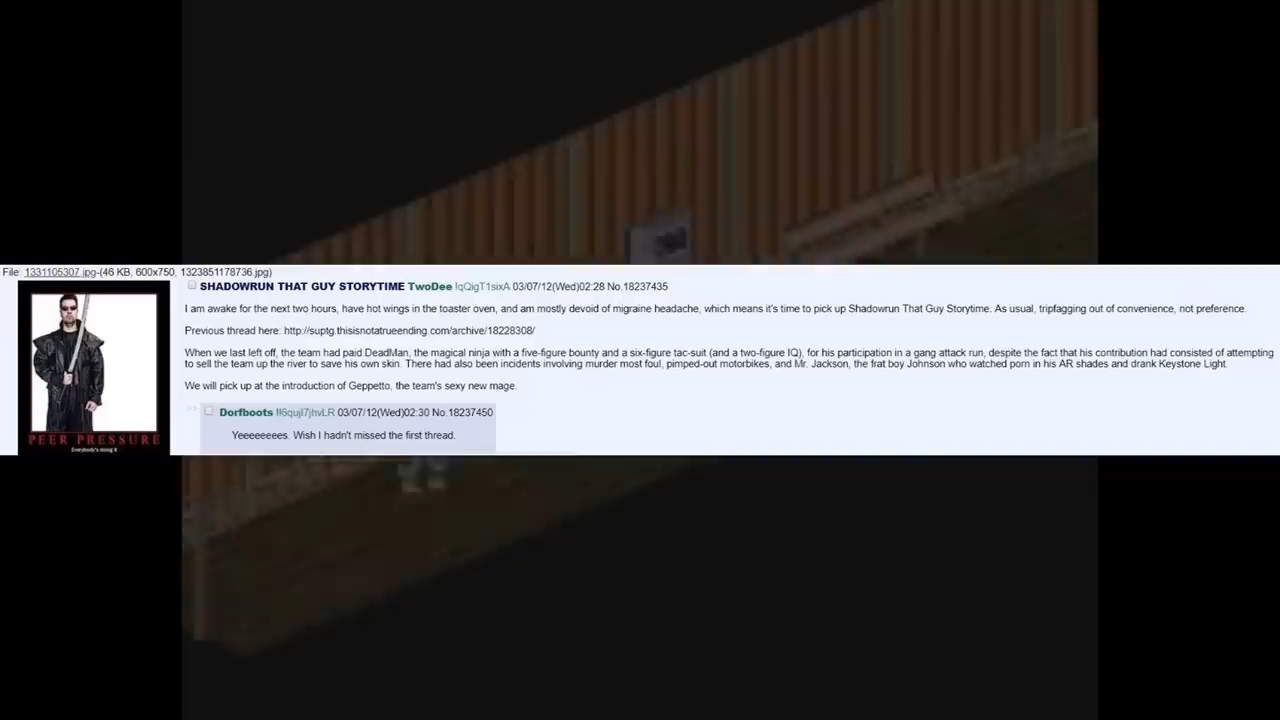 File: 1331105307.jpg-(46 KB, 600x750, 1323851178736.jpg)
SHADOWRUN THAT GUY STORYTIME TwoDee !qQigT1sixA 03/07/12(Wed)02:28 No.18237435
I am awake for the next two hours, have hot wings in the toaster oven, and am mostly devoid of migraine headache, which means it's time to pick up Shadowrun That Guy Storytime. As usual, tripfagging out of convenience, not preference.
Previous thread here: http://suptg.thisisnotatrueending.com/archive/18228308/
When we last left off, the team had paid DeadMan, the magical ninja with a five-figure bounty and a six-figure tac-suit (and a two-figure IQ), for his participation in a gang attack run, despite the fact that his contribution had consisted of attempting
to sell the team up the river to save his own skin. There had also been incidents involving murder most foul, pimped-out motorbikes, and Mr. Jackson, the frat boy Johnson who watched porn in his AR shades and drank Keystone Light.
We will pick up at the introduction of Geppetto, the team's sexy new mage.
PEER PRESSURE
Everybody's doing it
>> Dorfboots !!6qujI7jhvLR 03/07/12(Wed)02:30 No.18237450
Yeeeeeeees. Wish I hadn't missed the first thread.